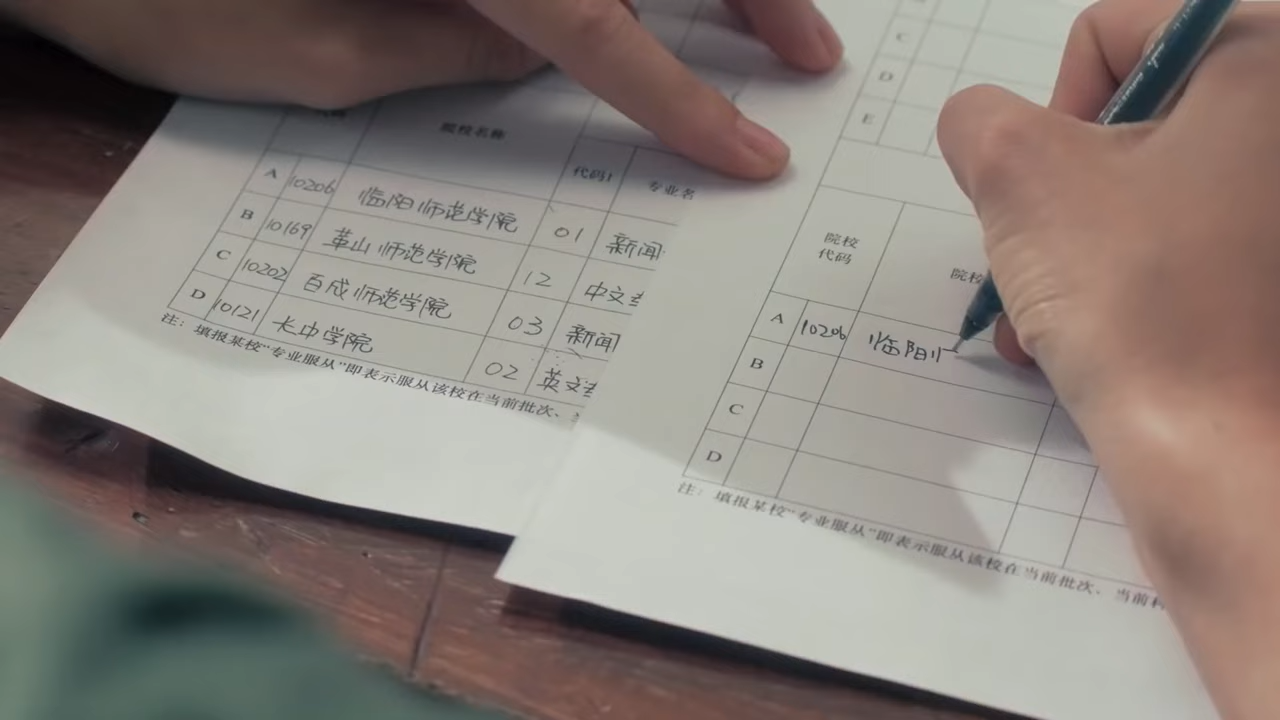 院校名称 代码1 专业名
A 10206 临阳师范学院 01 新闻
B 10169 革山师范学院 12 中文
C 10202 百成师范学院 03 新闻
D 10121 长中学院 02 英文
注：填报某校“专业服从”即表示服从该校在当前批次、
C
D
E
院校代码 院校
A 10206 临阳
B
C
D
注：填报某校“专业服从”即表示服从该校在当前批次、当前